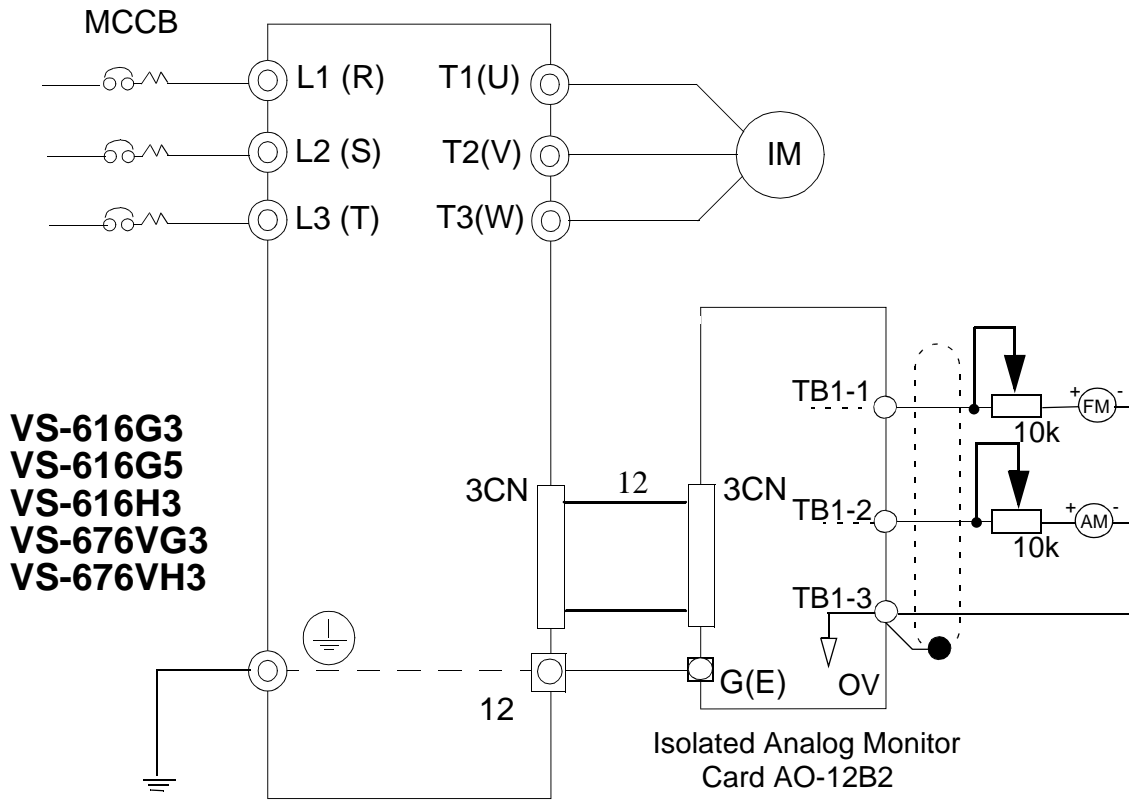 MCCB
L1 (R)
T1(U)
L2 (S)
T2(V)
IM
L3 (T)
T3(W)
TB1-1
+ FM -
10k
VS-616G3
VS-616G5
VS-616H3
VS-676VG3
VS-676VH3
3CN
12
3CN
TB1-2
+ AM -
10k
TB1-3
12
G(E)
OV
Isolated Analog Monitor
Card AO-12B2